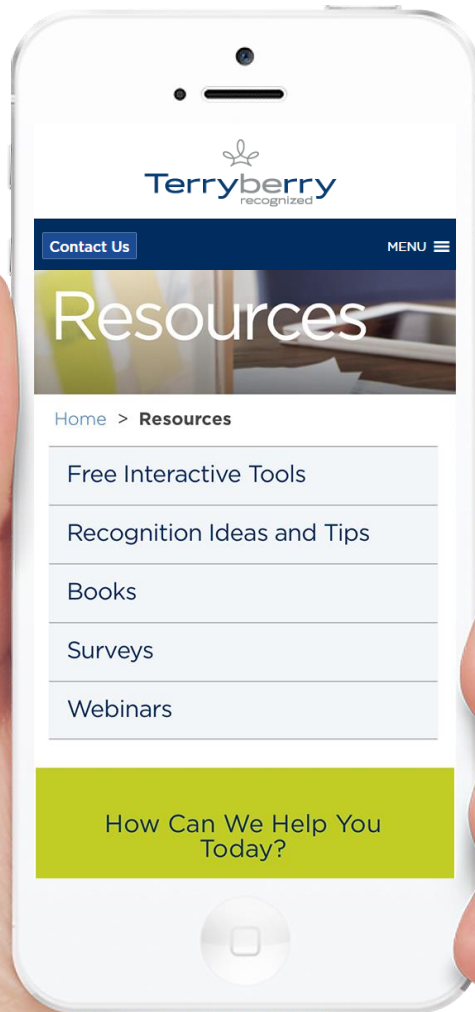 Terryberry
recognized
Contact Us
MENU
Resources
Home > Resources
Free Interactive Tools
Recognition Ideas and Tips
Books
Surveys
Webinars
How Can We Help You
Today?